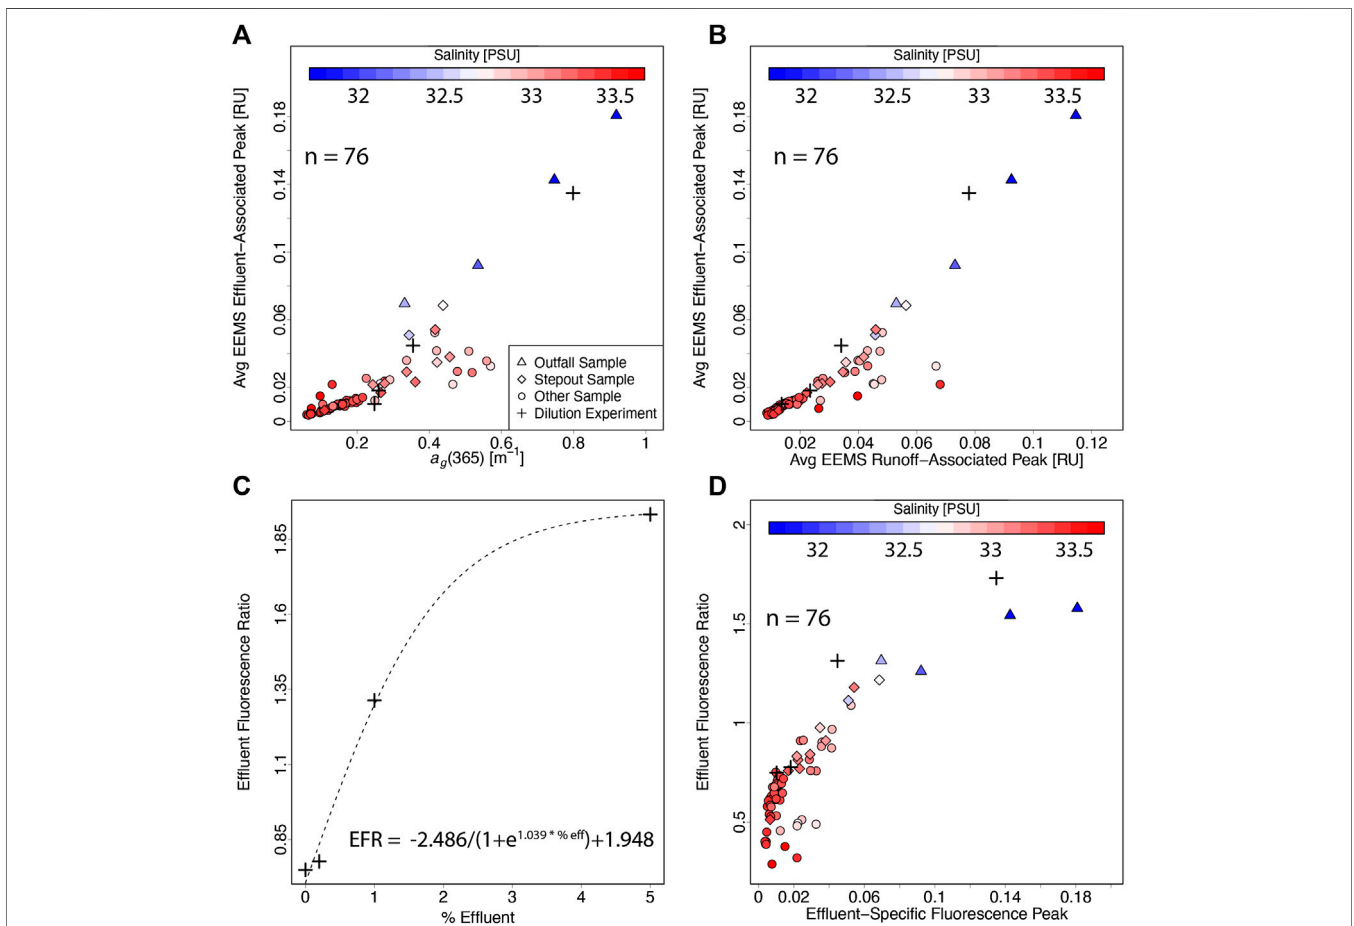 A
Salinity [PSU]
32 32.5 33 33.5
n = 76
Avg EEMS Effluent−Associated Peak [RU]
0 0.02 0.06 0.1 0.14 0.18
Outfall Sample
Stepout Sample
Other Sample
Dilution Experiment
0.2 0.4 0.6 0.8 1
ag(365) [m−1]
B
Salinity [PSU]
32 32.5 33 33.5
n = 76
Avg EEMS Effluent−Associated Peak [RU]
0 0.02 0.06 0.1 0.14 0.18
0.02 0.04 0.06 0.08 0.1 0.12
Avg EEMS Runoff−Associated Peak [RU]
C
Effluent Fluorescence Ratio
0.85 1.1 1.35 1.6 1.85
EFR = -2.486/(1+e1.039 * % eff)+1.948
0 1 2 3 4 5
% Effluent
D
Salinity [PSU]
32 32.5 33 33.5
n = 76
Effluent Fluorescence Ratio
0.5 1 1.5 2
0 0.02 0.06 0.1 0.14 0.18
Effluent−Specific Fluorescence Peak